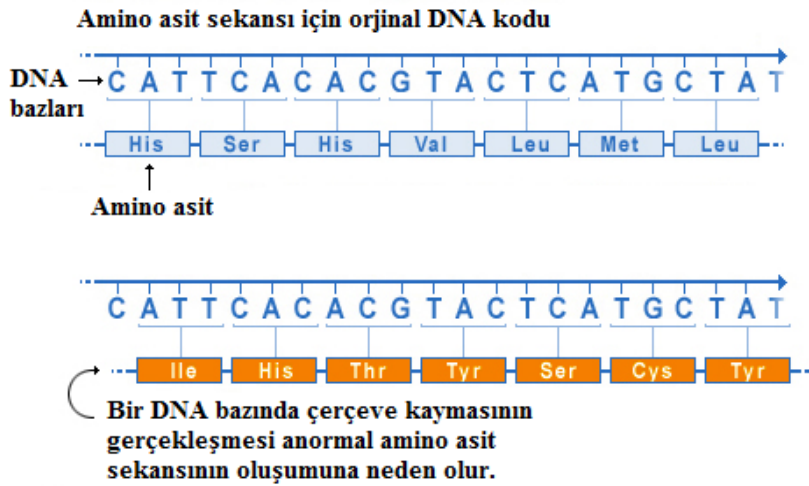 Amino asit sekansı için orjinal DNA kodu
DNA bazları
C A T T C A C A C G T A C T C A T G C T A T
His Ser His Val Leu Met Leu
Amino asit
C A T T C A C A C G T A C T C A T G C T A T
Ile His Thr Tyr Ser Cys Tyr
Bir DNA bazında çerçeve kaymasının
gerçekleşmesi anormal amino asit
sekansının oluşumuna neden olur.